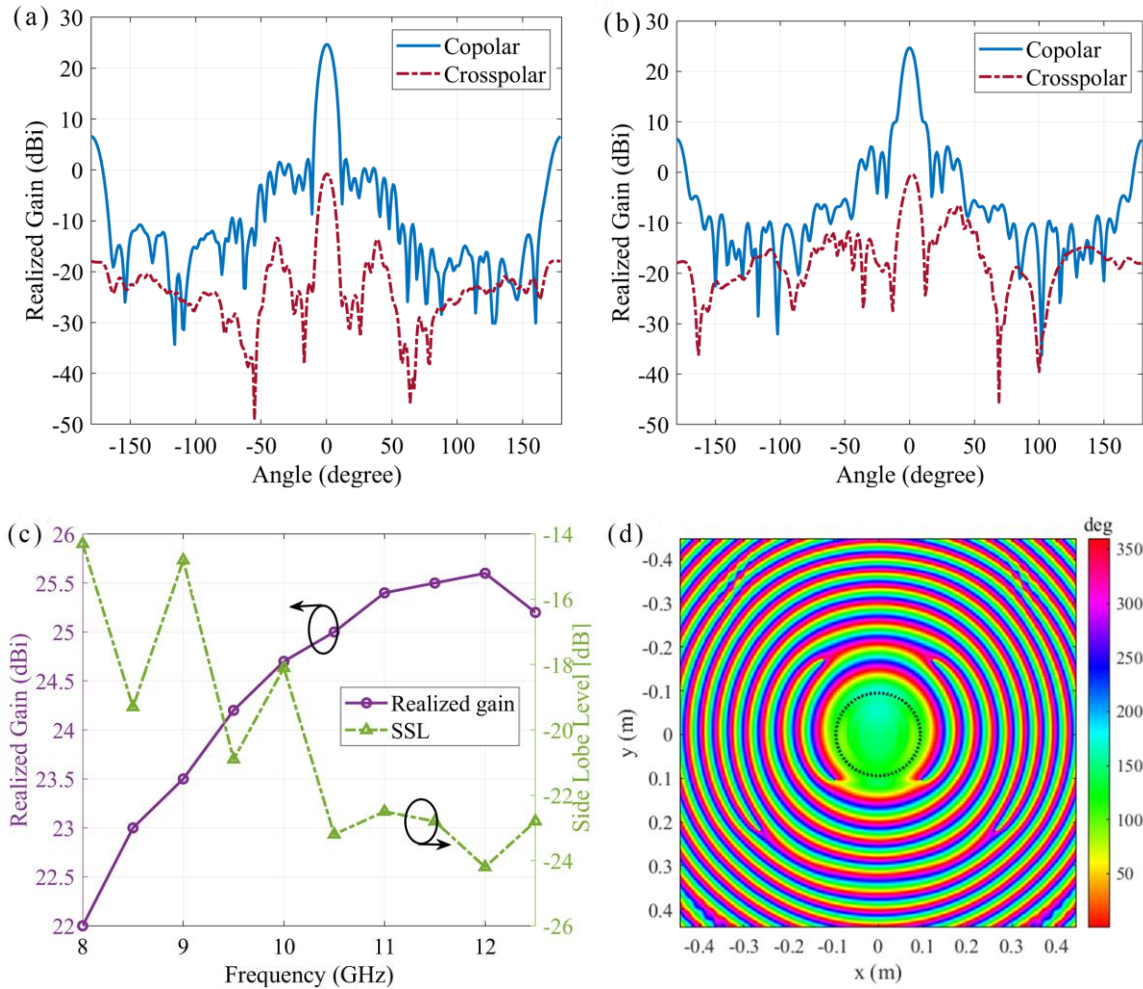 (a)
30
20
10
0
-10
-20
-30
-40
-50
Realized Gain (dBi)
-150 -100 -50 0 50 100 150
Angle (degree)
Copolar
Crosspolar
(b)
30
20
10
0
-10
-20
-30
-40
-50
Realized Gain (dBi)
-150 -100 -50 0 50 100 150
Angle (degree)
Copolar
Crosspolar
(c)
26
25.5
25
24.5
24
23.5
23
22.5
22
Realized Gain (dBi)
8 9 10 11 12
Frequency (GHz)
-14
-16
-18
-20
-22
-24
-26
Side Lobe Level [dB]
Realized gain
SSL
(d)
deg
350
300
250
200
150
100
50
-0.4
-0.3
-0.2
-0.1
0
0.1
0.2
0.3
0.4
y (m)
-0.4 -0.3 -0.2 -0.1 0 0.1 0.2 0.3 0.4
x (m)